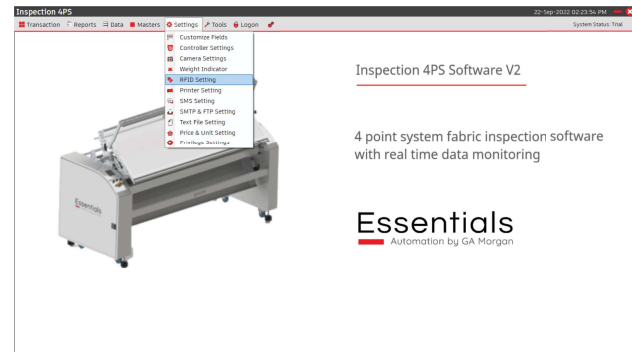 Inspection 4PS
22-Sep-2022 02:23:54 PM
Transaction Reports Data Masters Settings Tools Logon
System Status: Trial
Customize Fields
Controller Settings
Camera Settings
Weight Indicator
RFID Setting
Printer Setting
SMS Setting
SMTP & FTP Setting
Text File Setting
Price & Unit Setting
Privilege Settings
Inspection 4PS Software V2
4 point system fabric inspection software
with real time data monitoring
Essentials
Automation by GA Morgan
Essentials